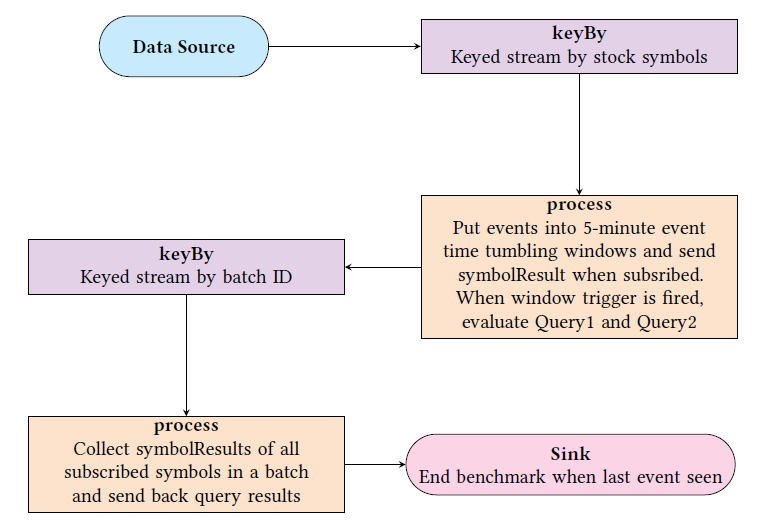 Data Source
keyBy
Keyed stream by stock symbols
process
Put events into 5-minute event
time tumbling windows and send
symbolResult when subsribed.
When window trigger is fired,
evaluate Query1 and Query2
keyBy
Keyed stream by batch ID
process
Collect symbolResults of all
subscribed symbols in a batch
and send back query results
Sink
End benchmark when last event seen